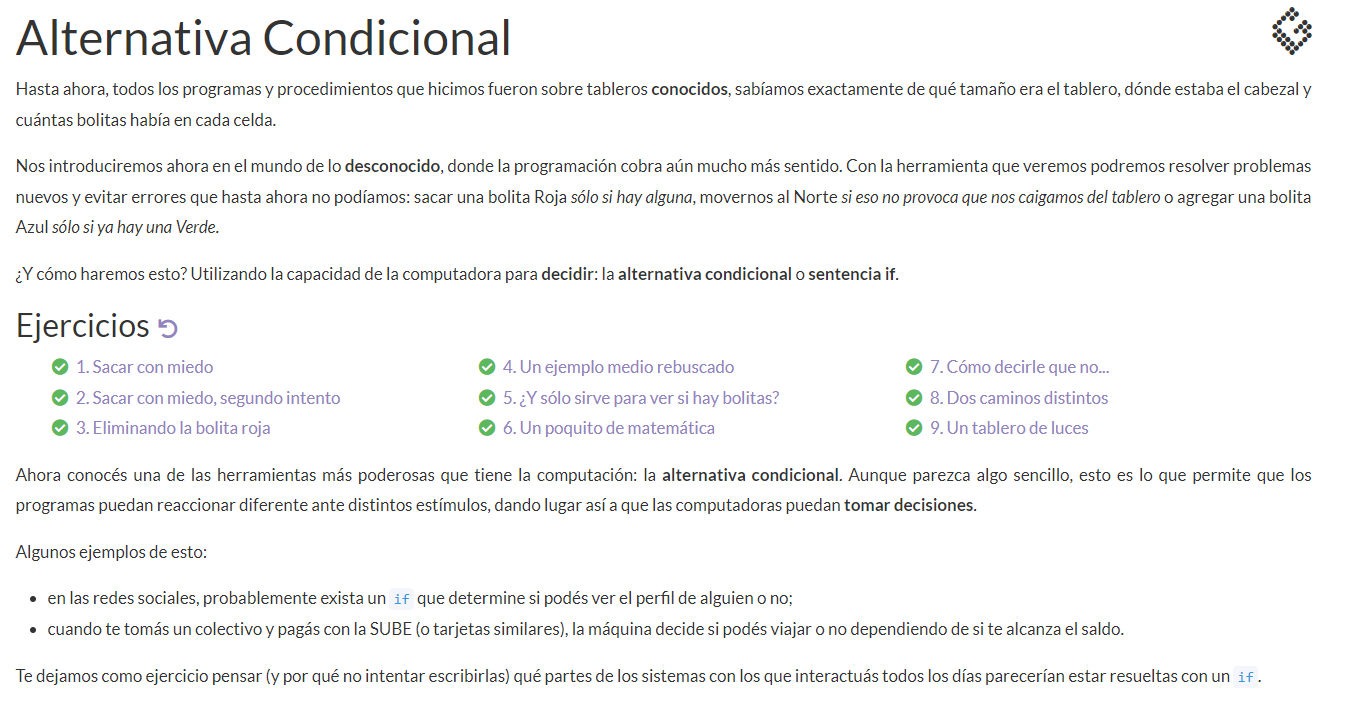 Alternativa Condicional
Hasta ahora, todos los programas y procedimientos que hicimos fueron sobre tableros conocidos, sabíamos exactamente de qué tamaño era el tablero, dónde estaba el cabezal y
cuántas bolitas había en cada celda.
Nos introduciremos ahora en el mundo de lo desconocido, donde la programación cobra aún mucho más sentido. Con la herramienta que veremos podremos resolver problemas
nuevos y evitar errores que hasta ahora no podíamos: sacar una bolita Roja sólo si hay alguna, movernos al Norte si eso no provoca que nos caigamos del tablero o agregar una bolita
Azul sólo si ya hay una Verde.
¿Y cómo haremos esto? Utilizando la capacidad de la computadora para decidir: la alternativa condicional o sentencia if.
Ejercicios
1. Sacar con miedo
2. Sacar con miedo, segundo intento
3. Eliminando la bolita roja
4. Un ejemplo medio rebuscado
5. ¿Y sólo sirve para ver si hay bolitas?
6. Un poquito de matemática
7. Cómo decirle que no...
8. Dos caminos distintos
9. Un tablero de luces
Ahora conocés una de las herramientas más poderosas que tiene la computación: la alternativa condicional. Aunque parezca algo sencillo, esto es lo que permite que los
programas puedan reaccionar diferente ante distintos estímulos, dando lugar así a que las computadoras puedan tomar decisiones.
Algunos ejemplos de esto:
• en las redes sociales, probablemente exista un if que determine si podés ver el perfil de alguien o no;
• cuando te tomás un colectivo y pagás con la SUBE (o tarjetas similares), la máquina decide si podés viajar o no dependiendo de si te alcanza el saldo.
Te dejamos como ejercicio pensar (y por qué no intentar escribirlas) qué partes de los sistemas con los que interactuás todos los días parecerían estar resueltas con un if.